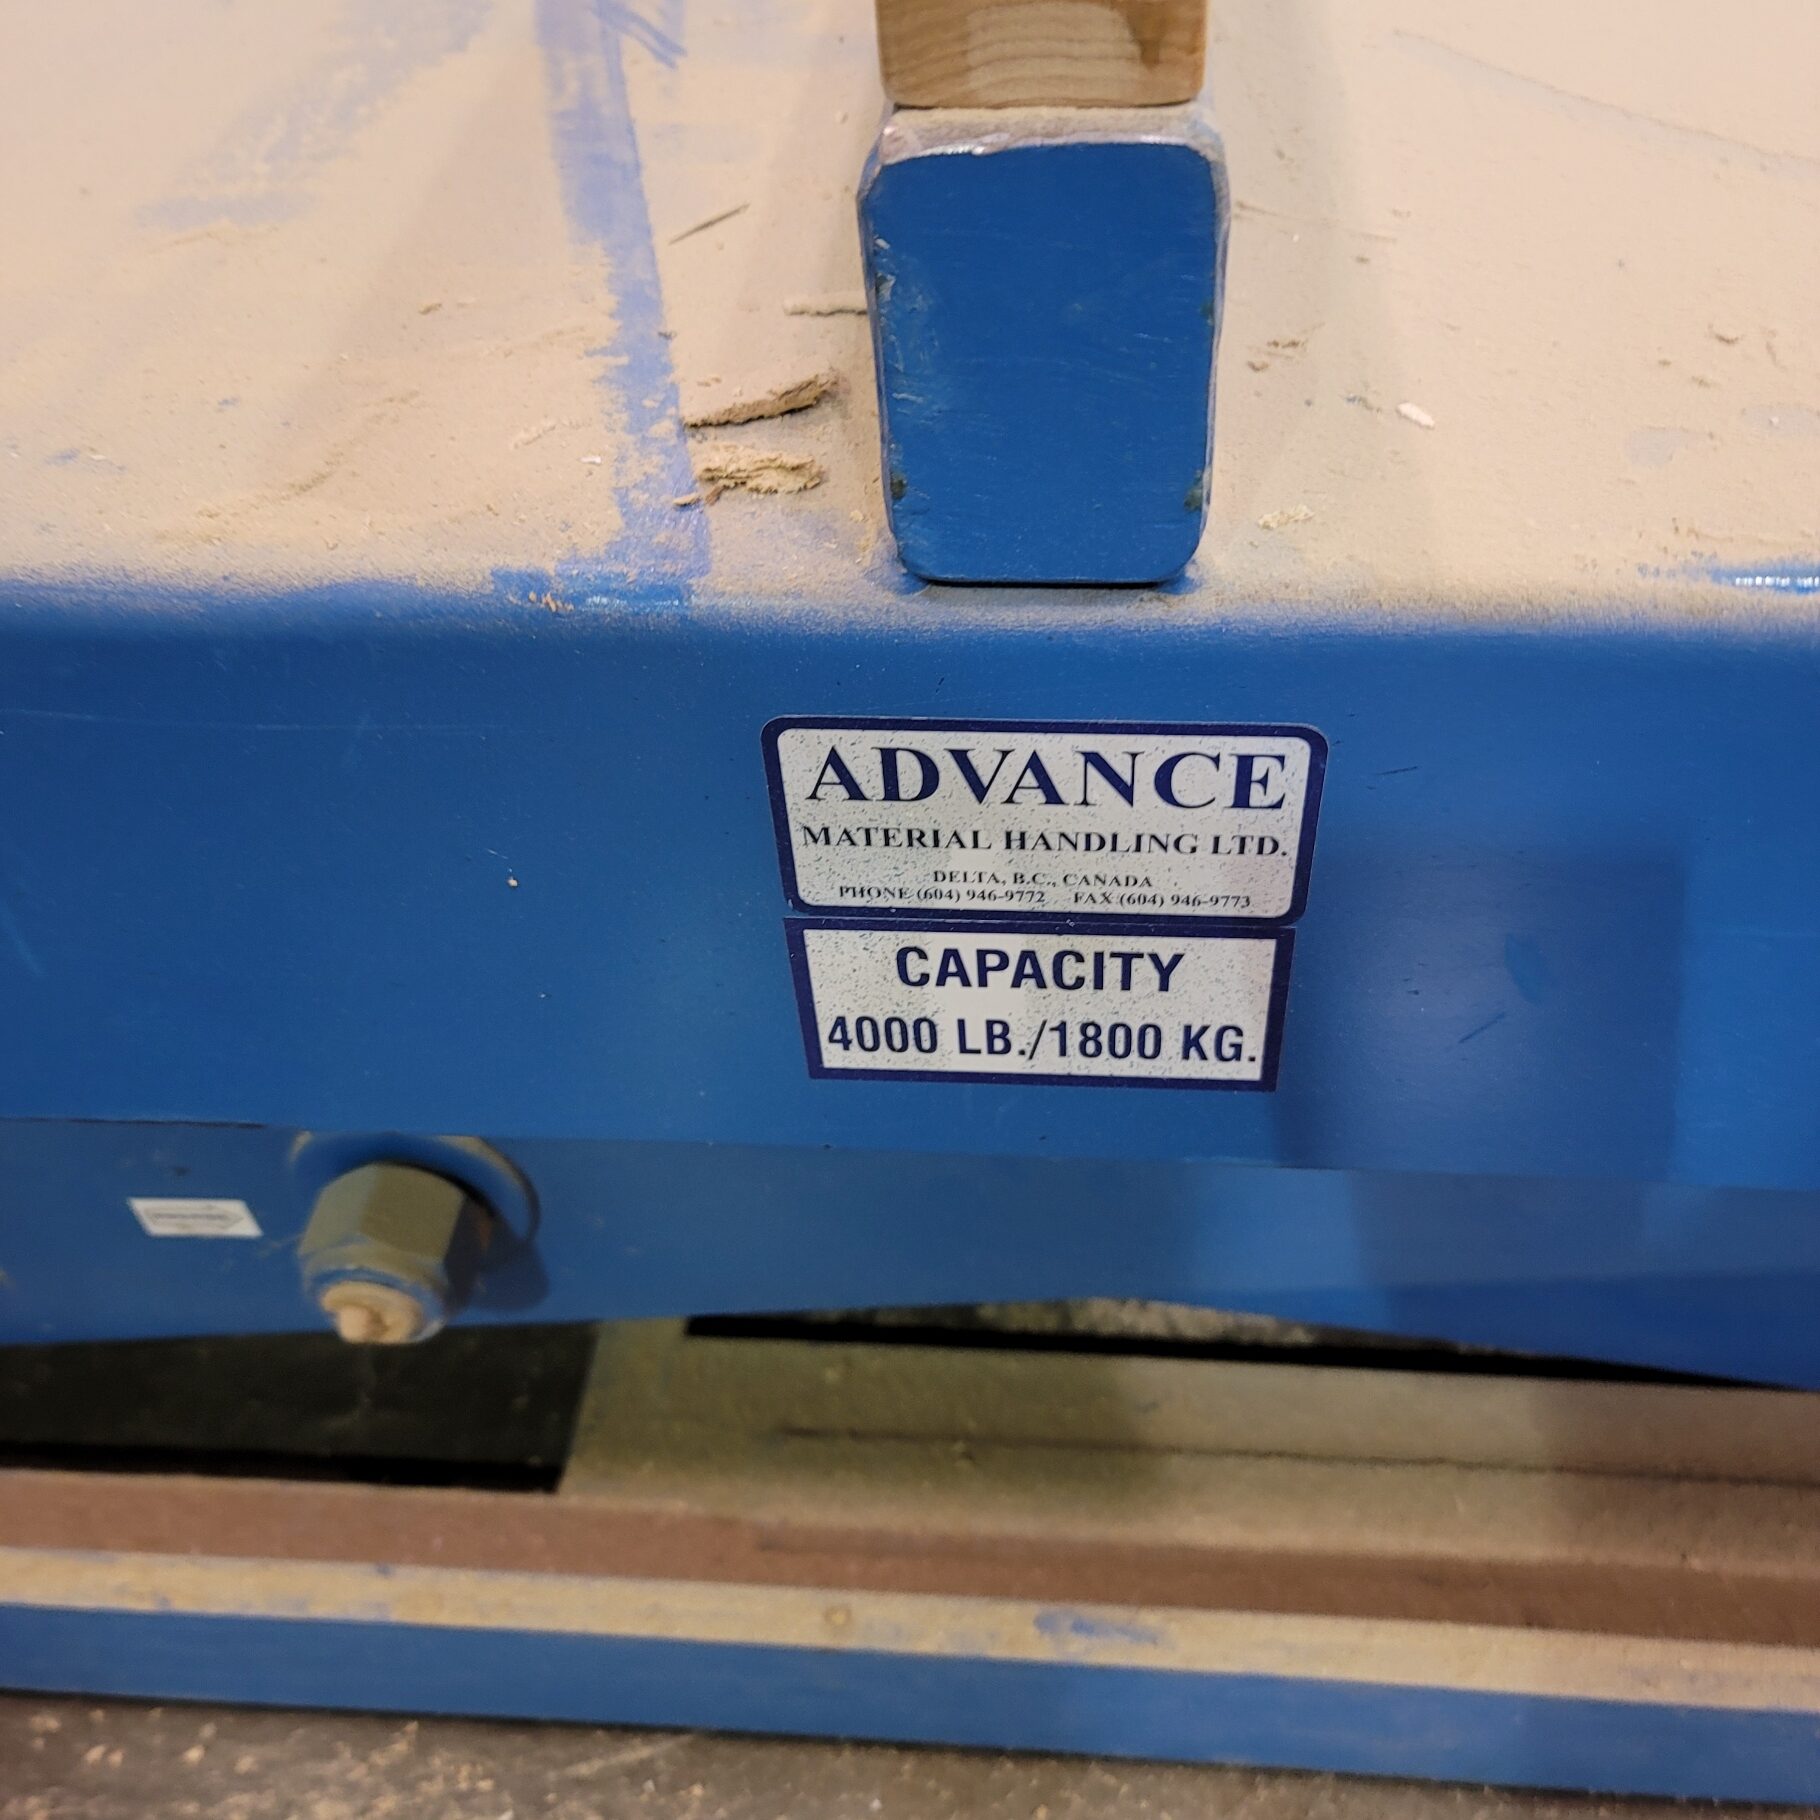 ADVANCE
MATERIAL HANDLING LTD.
DELTA, B.C., CANADA
PHONE (604) 946-9772 FAX (604) 946-9773
CAPACITY
4000 LB./1800 KG.